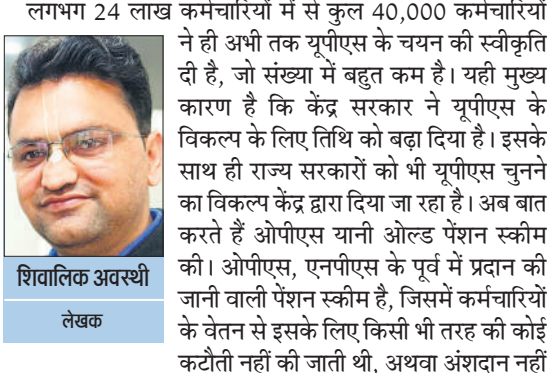 लगभग 24 लाख कर्मचारियों में से कुल 40,000 कर्मचारियों
ने ही अभी तक यूपीएस के चयन की स्वीकृति
दी है, जो संख्या में बहुत कम है। यही मुख्य
कारण है कि केंद्र सरकार ने यूपीएस के
विकल्प के लिए तिथि को बढ़ा दिया है। इसके
साथ ही राज्य सरकारों को भी यूपीएस चुनने
का विकल्प केंद्र द्वारा दिया जा रहा है। अब बात
करते हैं ओपीएस यानी ओल्ड पेंशन स्कीम
की। ओपीएस, एनपीएस के पूर्व में प्रदान की
जानी वाली पेंशन स्कीम है, जिसमें कर्मचारियों
के वेतन से इसके लिए किसी भी तरह की कोई
कटौती नहीं की जाती थी, अथवा अंशदान नहीं
शिवालिक अवस्थी
लेखक